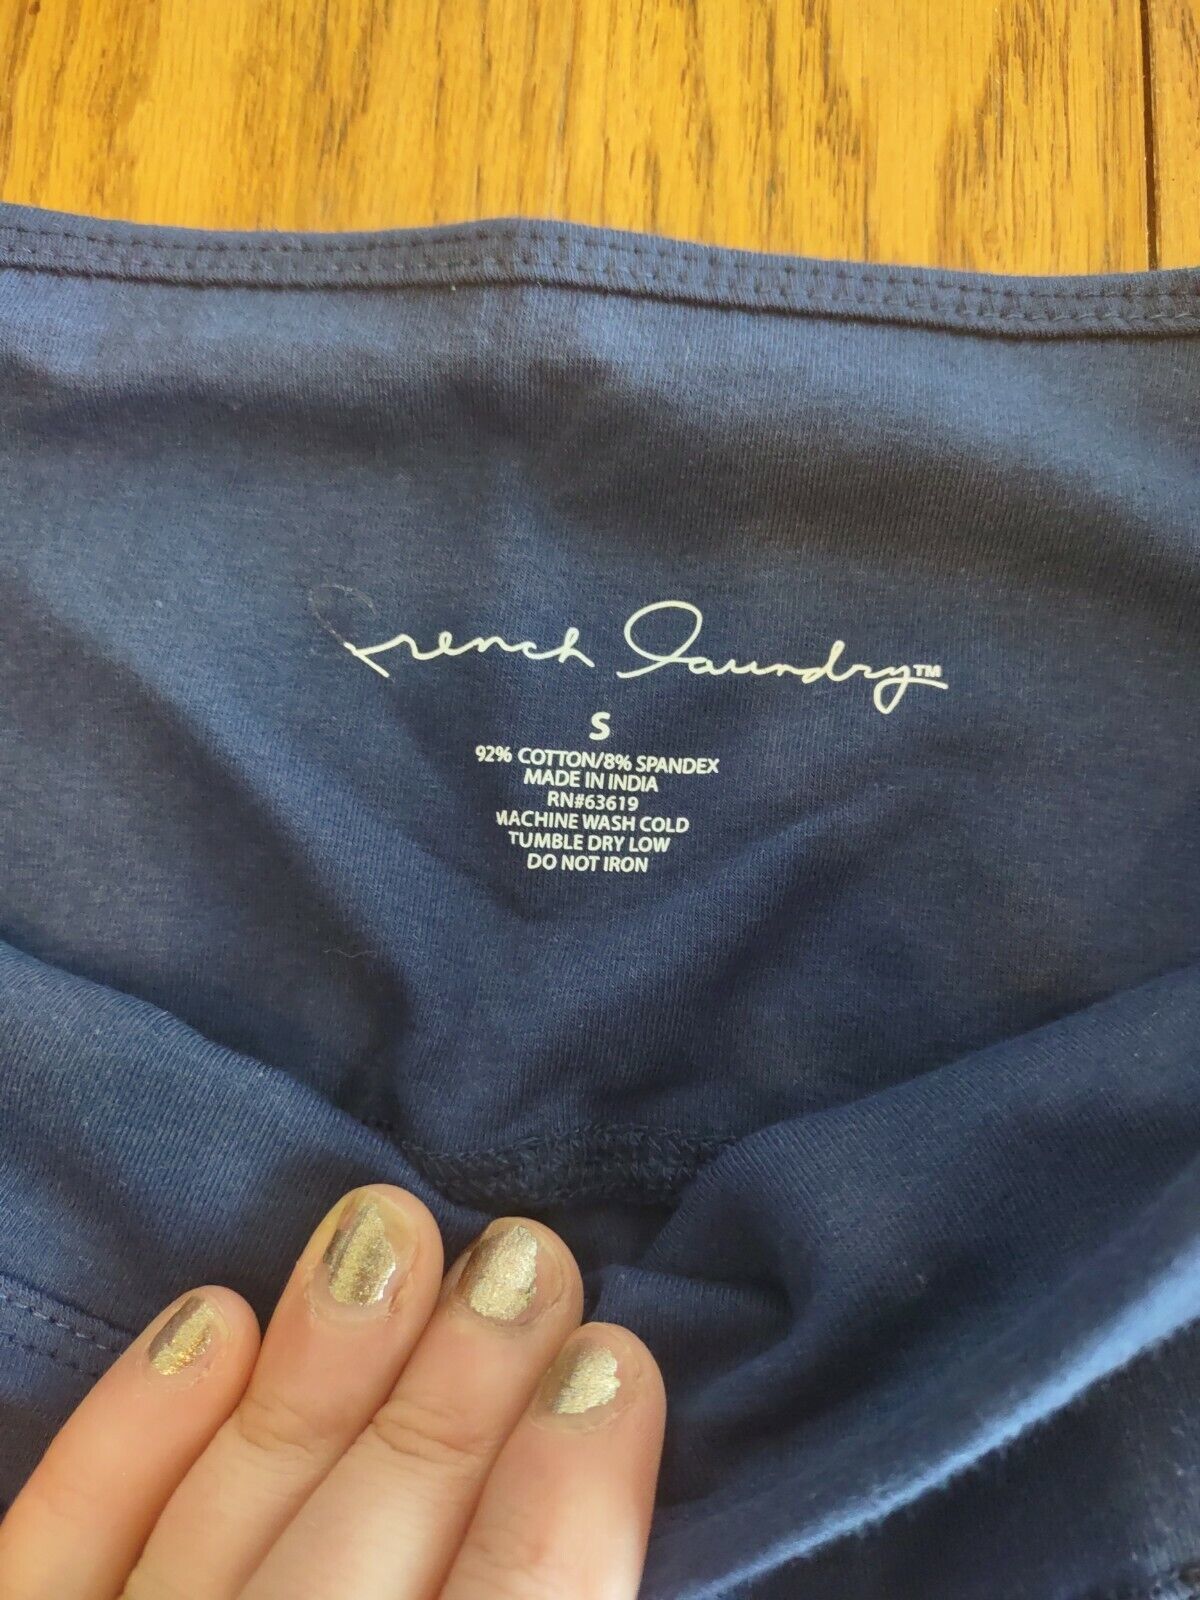 French Laundry™
S
92% COTTON/8% SPANDEX
MADE IN INDIA
RN#63619
MACHINE WASH COLD
TUMBLE DRY LOW
DO NOT IRON